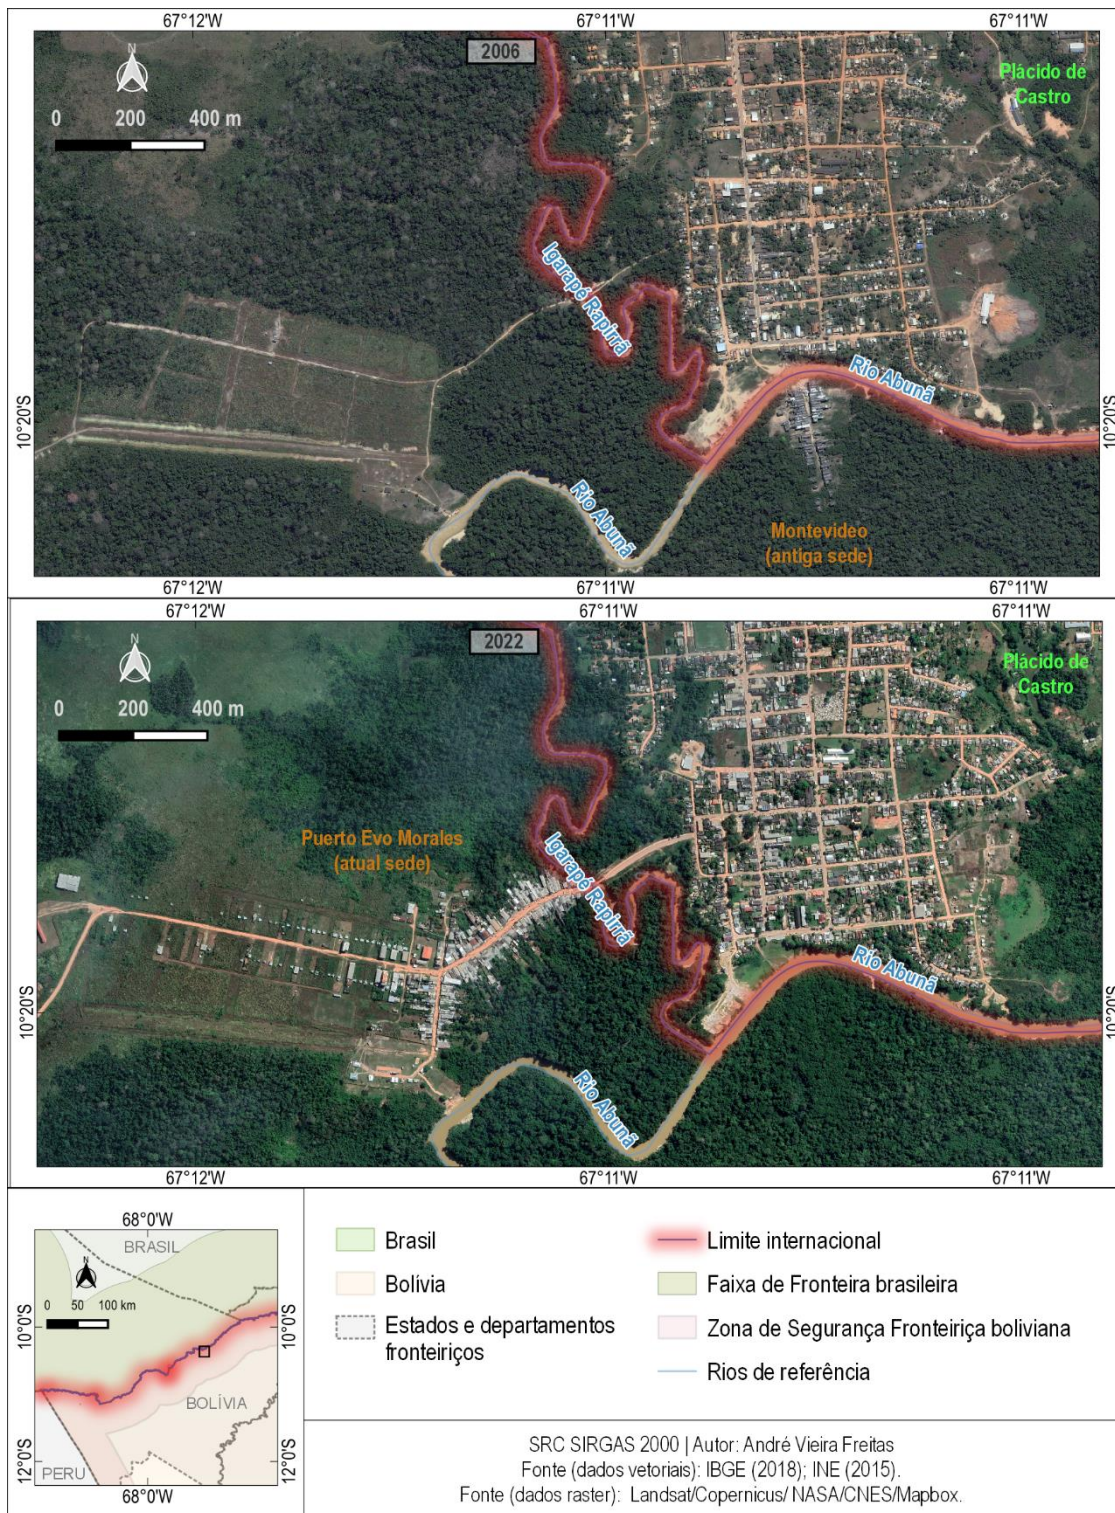 67°12'W
67°11'W
67°11'W
2006
N
Plácido de
Castro
0 200 400 m
Igarapé Rapirrã
Rio Abunã
10°20'S
10°20'S
Rio Abunã
Montevideo
(antiga sede)
67°12'W
67°11'W
67°11'W
67°12'W
67°11'W
67°11'W
2022
N
Plácido de
Castro
0 200 400 m
Puerto Evo Morales
(atual sede)
Igarapé Rapirrã
Rio Abunã
10°20'S
10°20'S
Rio Abunã
67°12'W
67°11'W
67°11'W
68°0'W
BRASIL
N
0 50 100 km
10°0'S
10°0'S
BOLÍVIA
12°0'S
12°0'S
PERU
68°0'W
Brasil
Bolívia
Estados e departamentos
fronteiriços
Limite internacional
Faixa de Fronteira brasileira
Zona de Segurança Fronteiriça boliviana
Rios de referência
SRC SIRGAS 2000 | Autor: André Vieira Freitas
Fonte (dados vetoriais): IBGE (2018); INE (2015).
Fonte (dados raster): Landsat/Copernicus/ NASA/CNES/Mapbox.